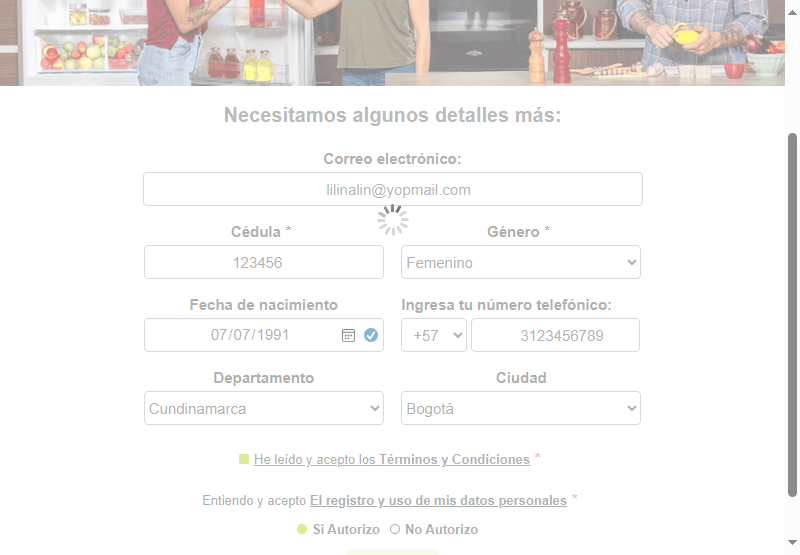 Necesitamos algunos detalles más:
Correo electrónico:
lilinalin@yopmail.com
Cédula * Género *
123456 Femenino
Fecha de nacimiento Ingresa tu número telefónico:
07/07/1991 +57 3123456789
Departamento Ciudad
Cundinamarca Bogotá
He leído y acepto los Términos y Condiciones *
Entiendo y acepto El registro y uso de mis datos personales *
Si Autorizo No Autorizo